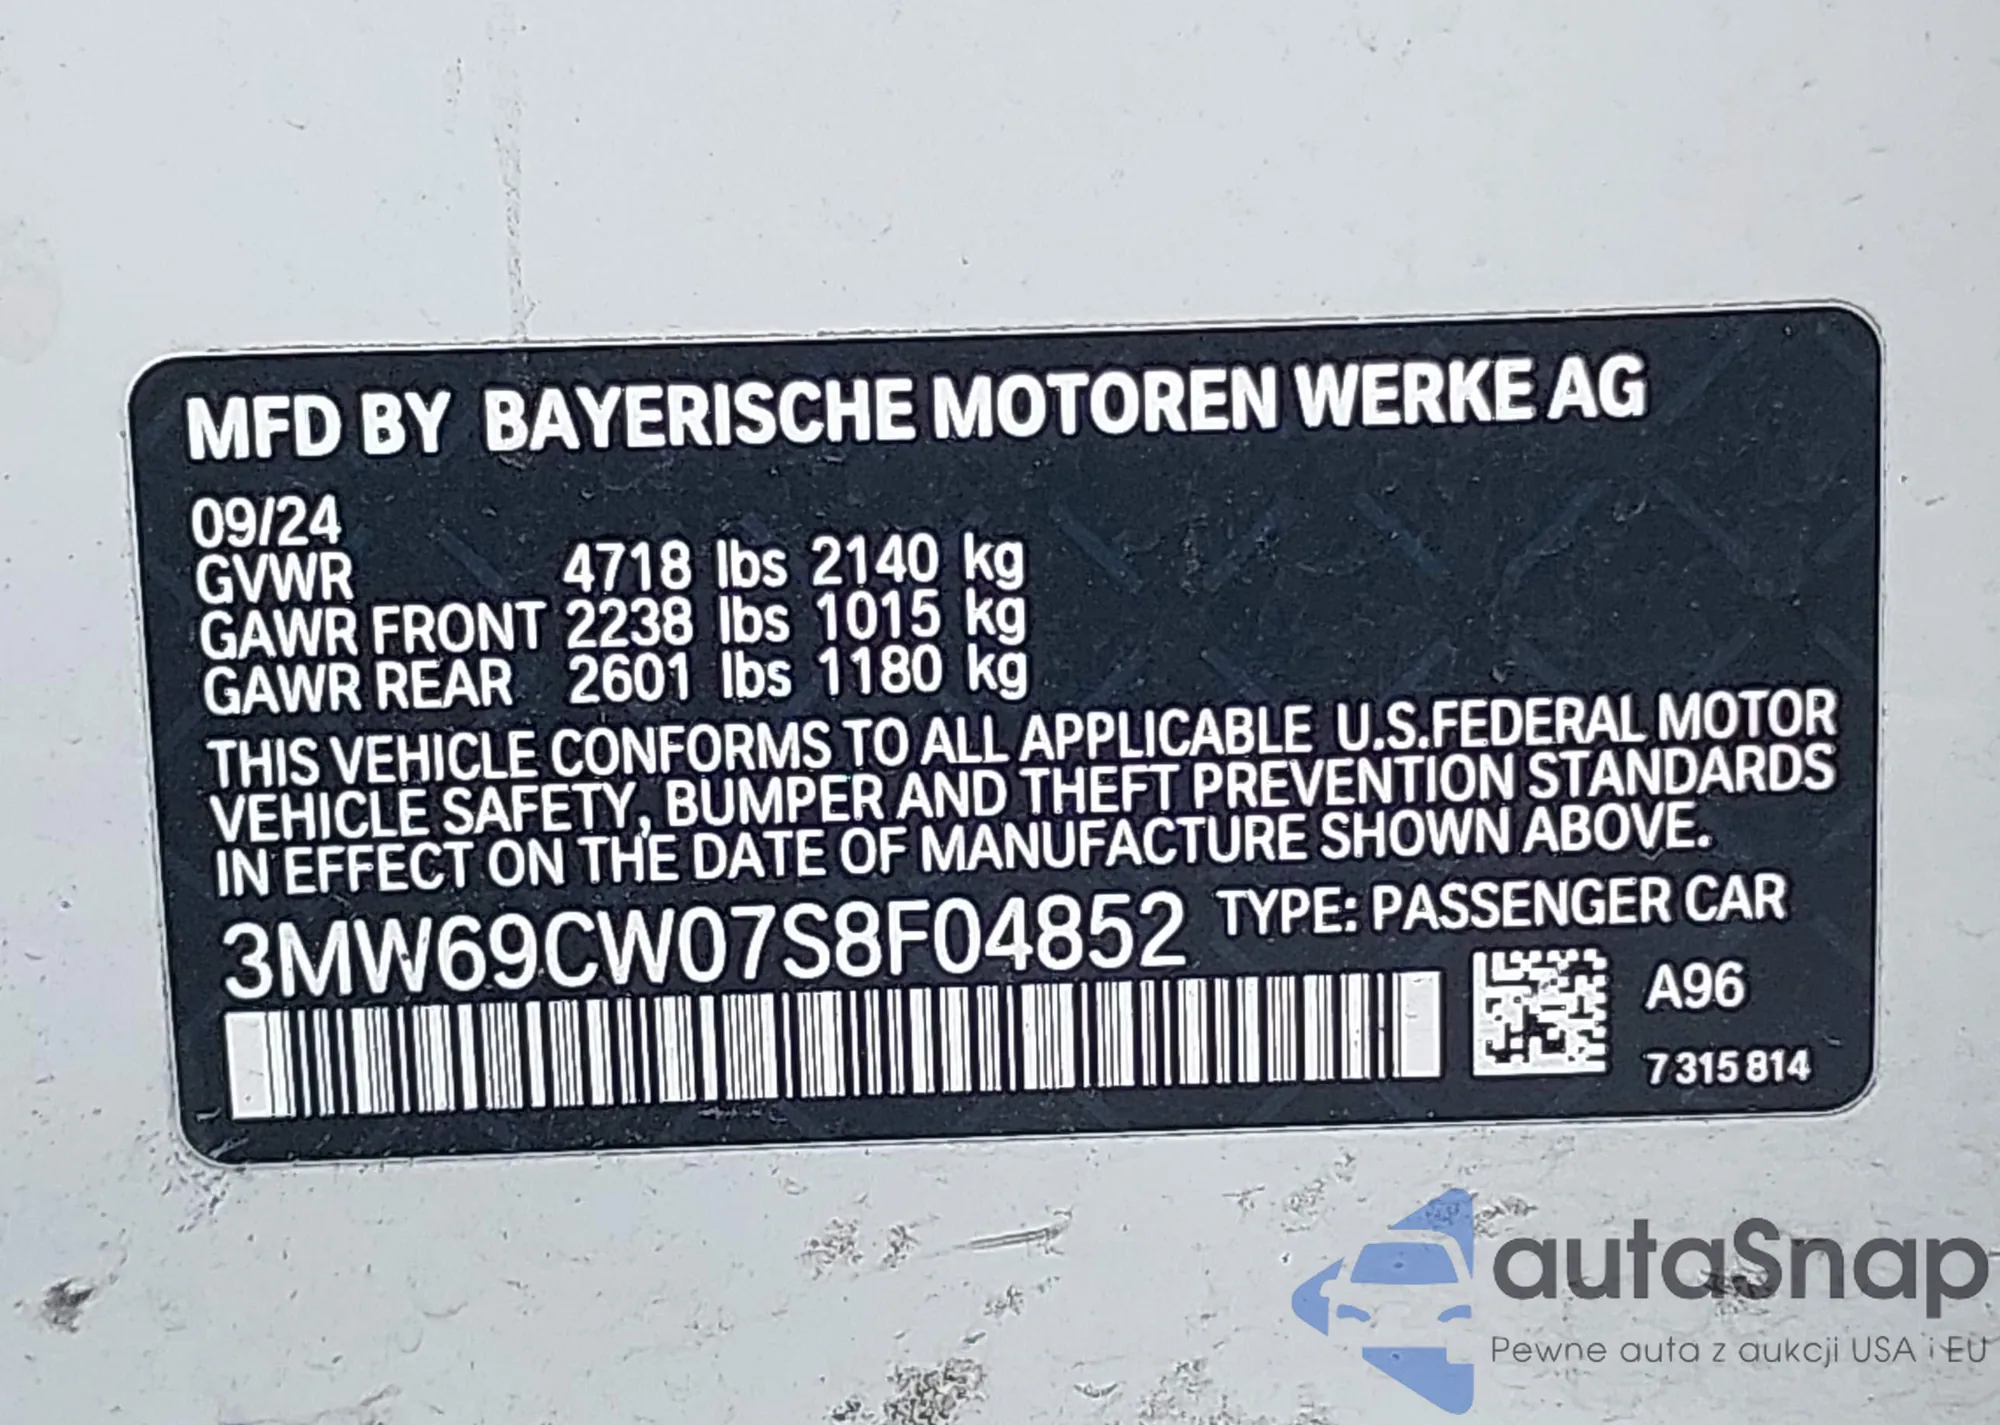 MFD BY BAYERISCHE MOTOREN WERKE AG
09/24
GVWR 4718 lbs 2140 kg
GAWR FRONT 2238 lbs 1015 kg
GAWR REAR 2601 lbs 1180 kg
THIS VEHICLE CONFORMS TO ALL APPLICABLE U.S.FEDERAL MOTOR
VEHICLE SAFETY, BUMPER AND THEFT PREVENTION STANDARDS
IN EFFECT ON THE DATE OF MANUFACTURE SHOWN ABOVE.
3MW69CW07S8F04852 TYPE: PASSENGER CAR
A96
7 315 814
autaSnap
Pewne auta z aukcji USA i EU